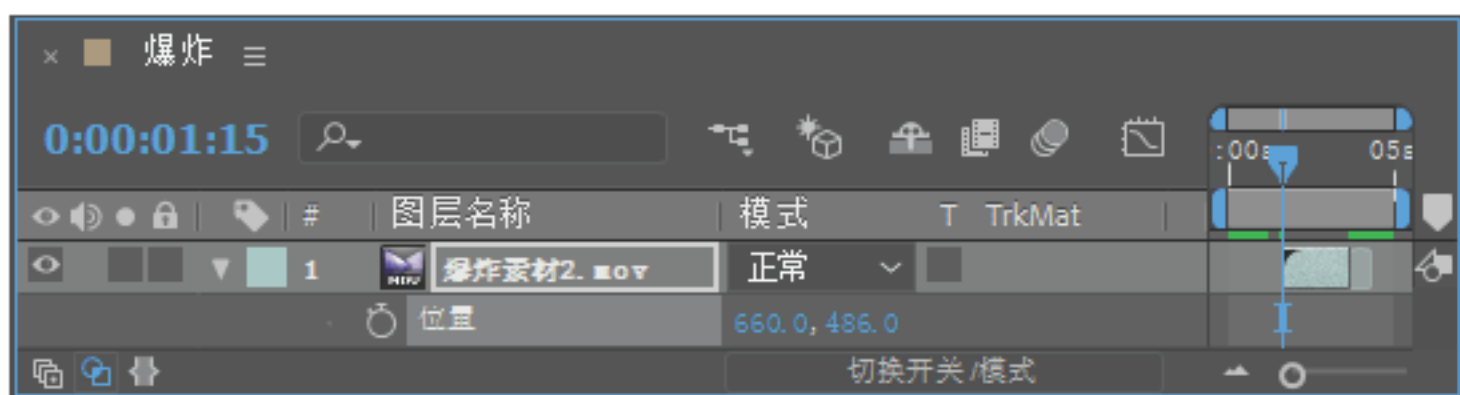 × 爆炸
0:00:01:15
:00s 05s
# 图层名称 模式 T TrkMat
1 爆炸素材2.mov 正常
位置 660.0,486.0
切换开关/模式